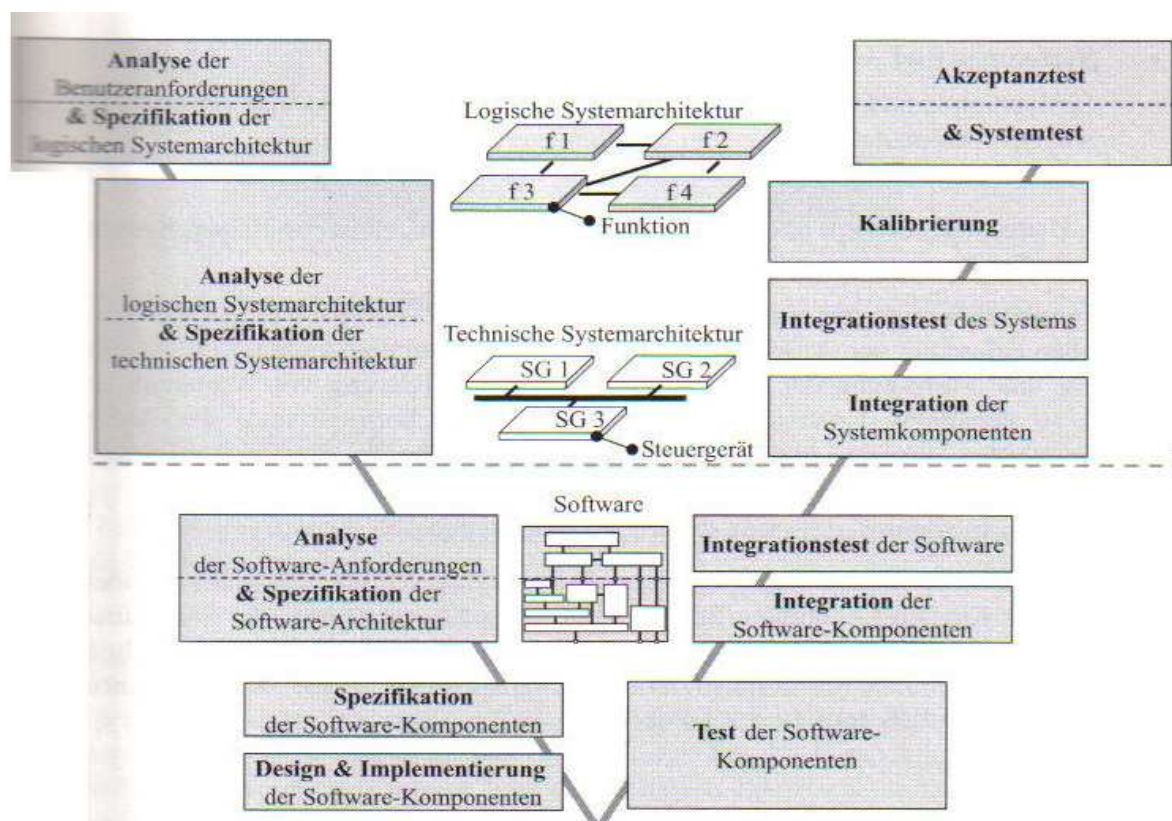 Analyse der
Benutzeranforderungen
& Spezifikation der
logischen Systemarchitektur
Analyse der
logischen Systemarchitektur
& Spezifikation der
technischen Systemarchitektur
Analyse
der Software-Anforderungen
& Spezifikation der
Software-Architektur
Spezifikation
der Software-Komponenten
Design & Implementierung
der Software-Komponenten
Logische Systemarchitektur
f 1
f 2
f 3
f 4
Funktion
Technische Systemarchitektur
SG 1
SG 2
SG 3
Steuergerät
Software
Akzeptanztest
& Systemtest
Kalibrierung
Integrationstest des Systems
Integration der
Systemkomponenten
Integrationstest der Software
Integration der
Software-Komponenten
Test der Software-
Komponenten